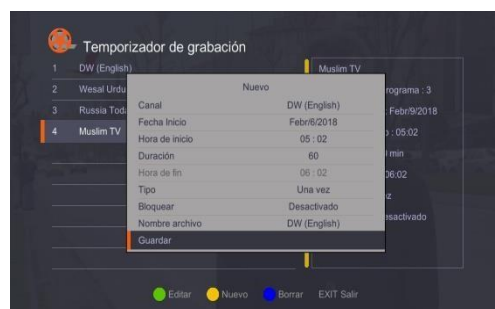 Temporizador de grabación
1 DW (English)
Muslim TV
2 Wesal Urdu
rograma : 3
3 Russia Toda
Febr/9/2018
4 Muslim TV
: 05:02
min
06:02
esactivado
Nuevo
Canal DW (English)
Fecha Inicio Febr/6/2018
Hora de inicio 05 : 02
Duración 60
Hora de fin 06 : 02
Tipo Una vez
Bloquear Desactivado
Nombre archivo DW (English)
Guardar
Editar Nuevo Borrar EXIT Salir